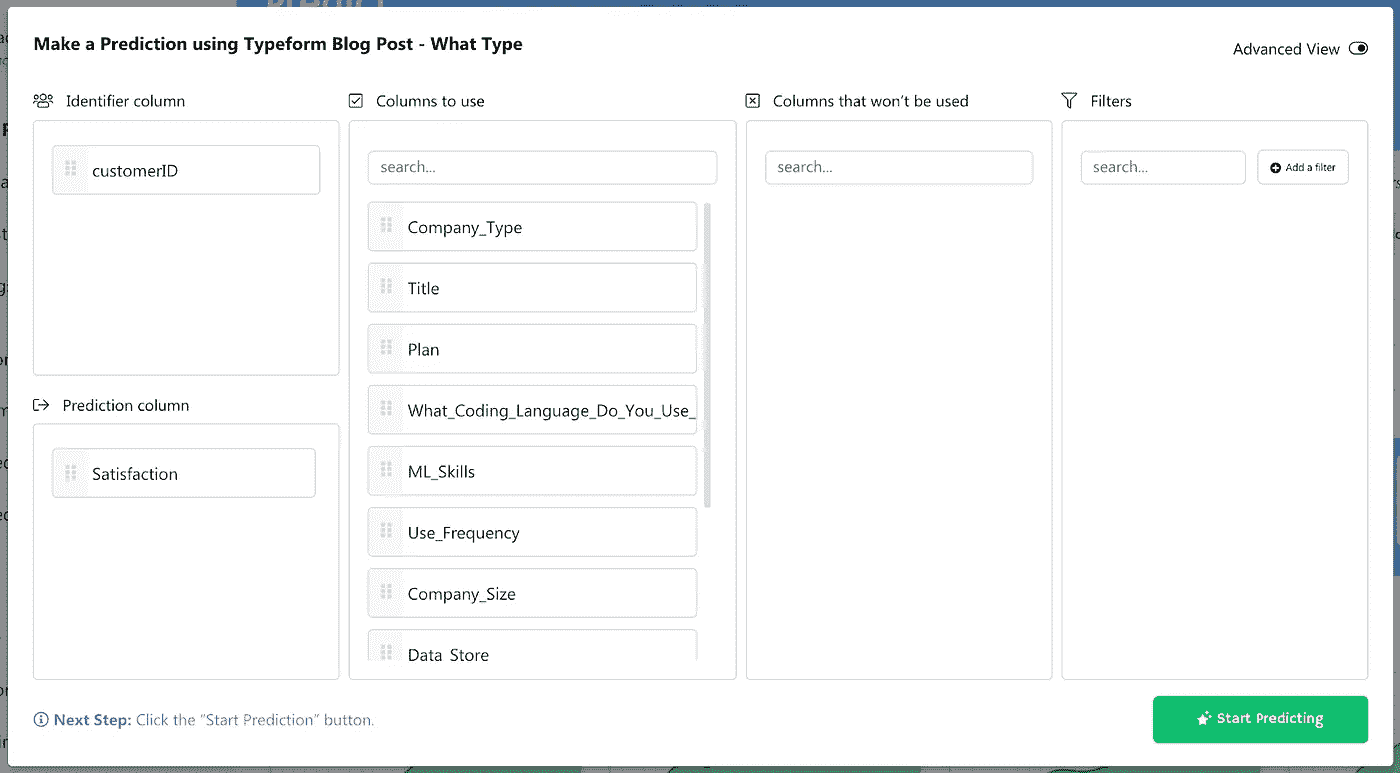 Make a Prediction using Typeform Blog Post - What Type
Advanced View
Identifier column
customerID
Prediction column
Satisfaction
Columns to use
search...
Company_Type
Title
Plan
What_Coding_Language_Do_You_Use_
ML_Skills
Use_Frequency
Company_Size
Data_Store
Columns that won't be used
search...
Filters
search...
Add a filter
Next Step: Click the “Start Prediction” button.
Start Predicting